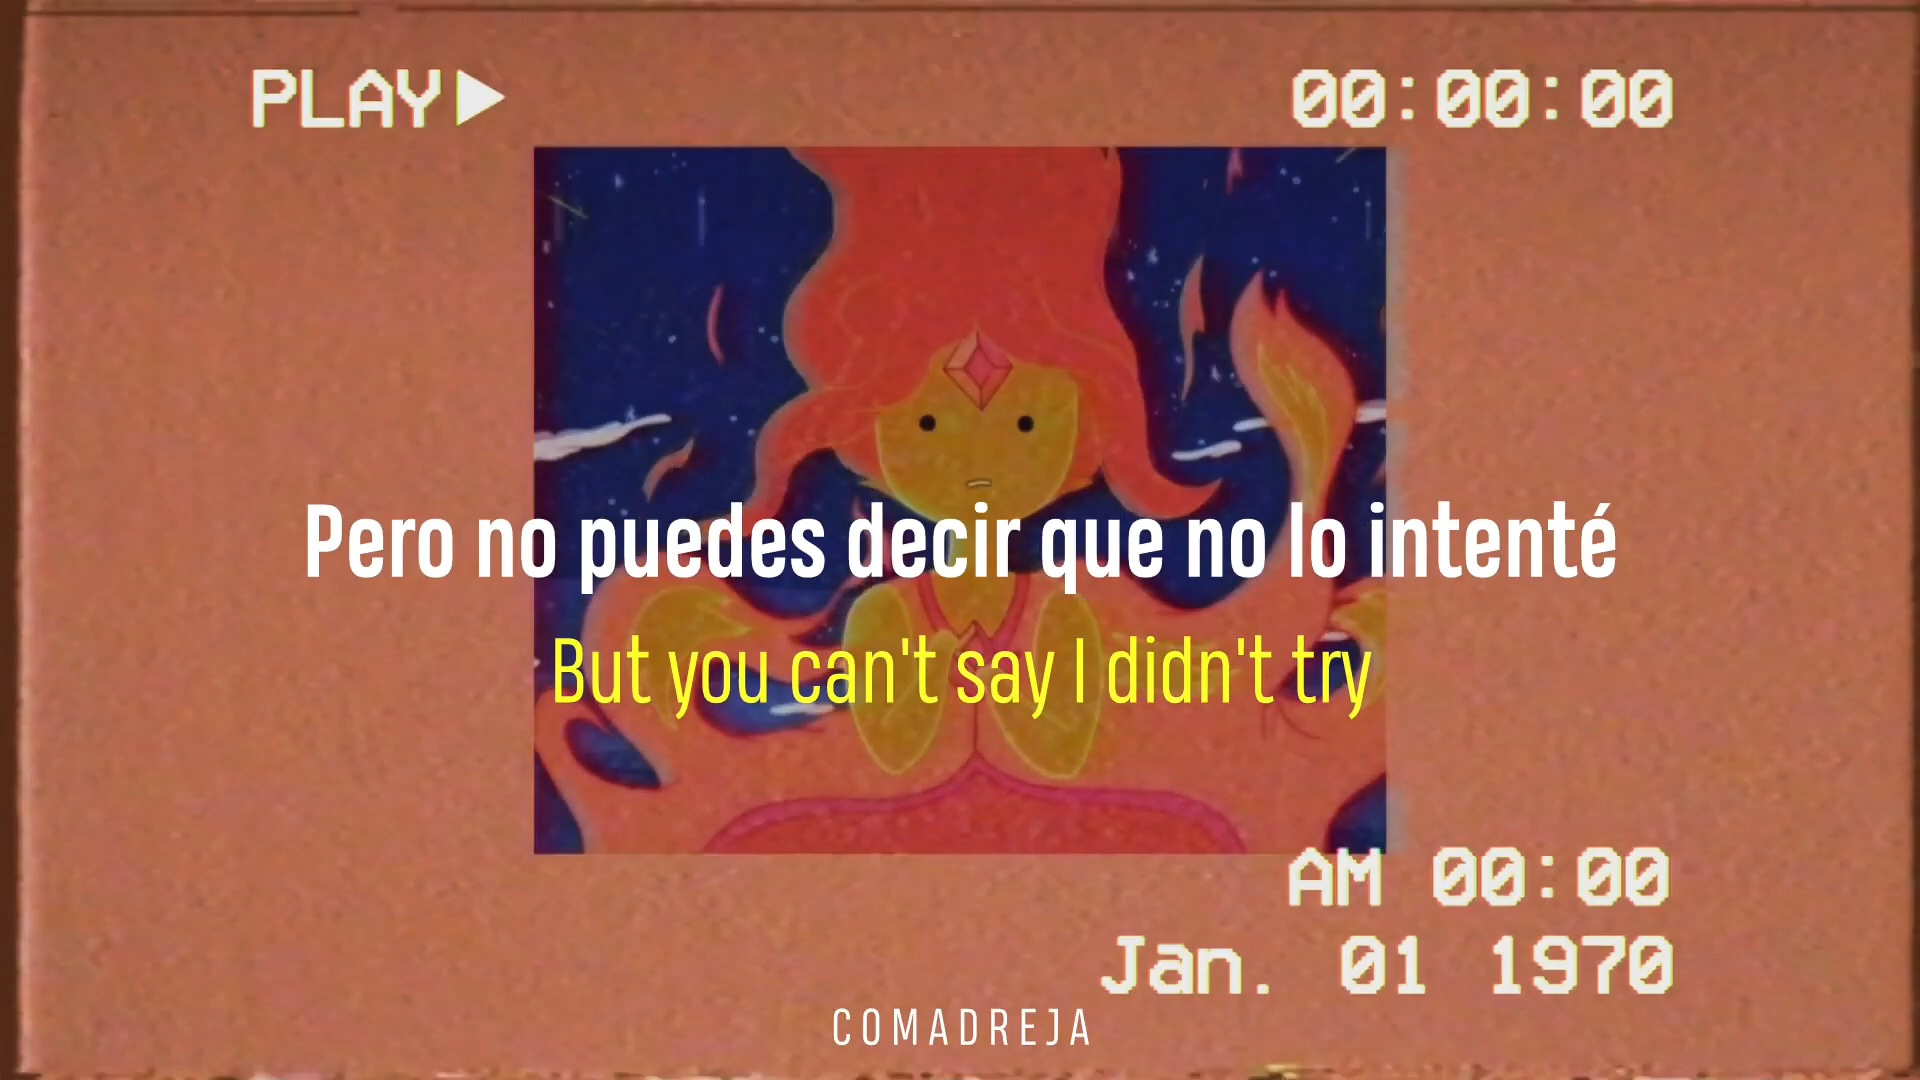 PLAY▶
00:00:00
Pero no puedes decir que no lo intenté
But you can't say I didn't try
AM 00:00
Jan. 01 1970
COMADREJA